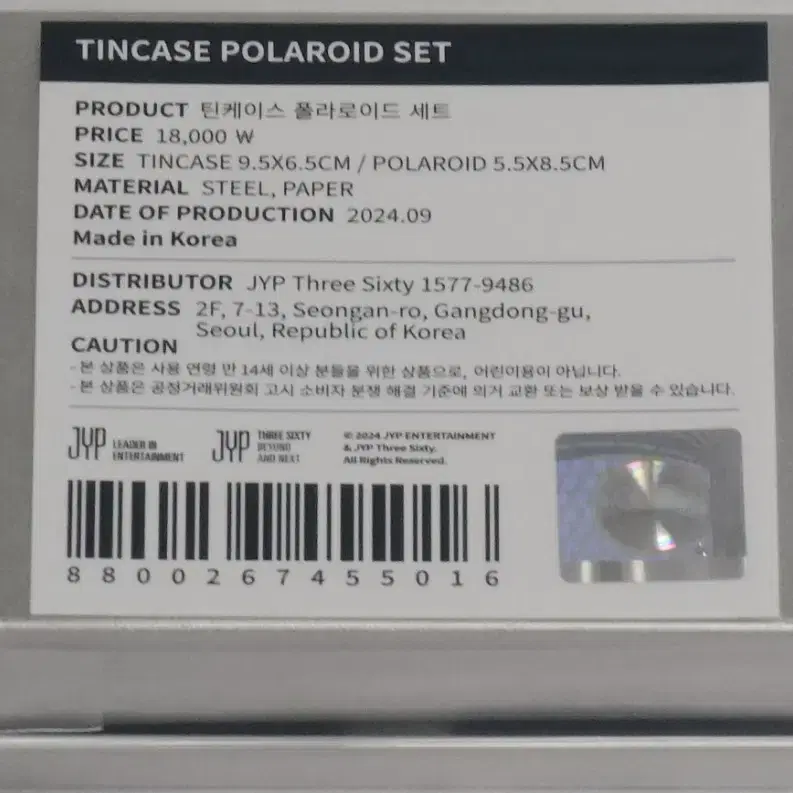 TINCASE POLAROID SET
PRODUCT 틴케이스 폴라로이드 세트
PRICE 18,000 W
SIZE TINCASE 9.5X6.5CM / POLAROID 5.5X8.5CM
MATERIAL STEEL, PAPER
DATE OF PRODUCTION 2024.09
Made in Korea
DISTRIBUTOR JYP Three Sixty 1577-9486
ADDRESS 2F, 7-13, Seongan-ro, Gangdong-gu,
Seoul, Republic of Korea
CAUTION
- 본 상품은 사용 연령 만 14세 이상 분들을 위한 상품으로, 어린이용이 아닙니다.
- 본 상품은 공정거래위원회 고시 소비자 분쟁 해결 기준에 의거 교환 또는 보상 받을 수 있습니다.
JYP LEADER IN ENTERTAINMENT
JYP THREE SIXTY BEYOND AND NEXT
© 2024 JYP ENTERTAINMENT
& JYP Three Sixty.
All Rights Reserved.
8800267455016